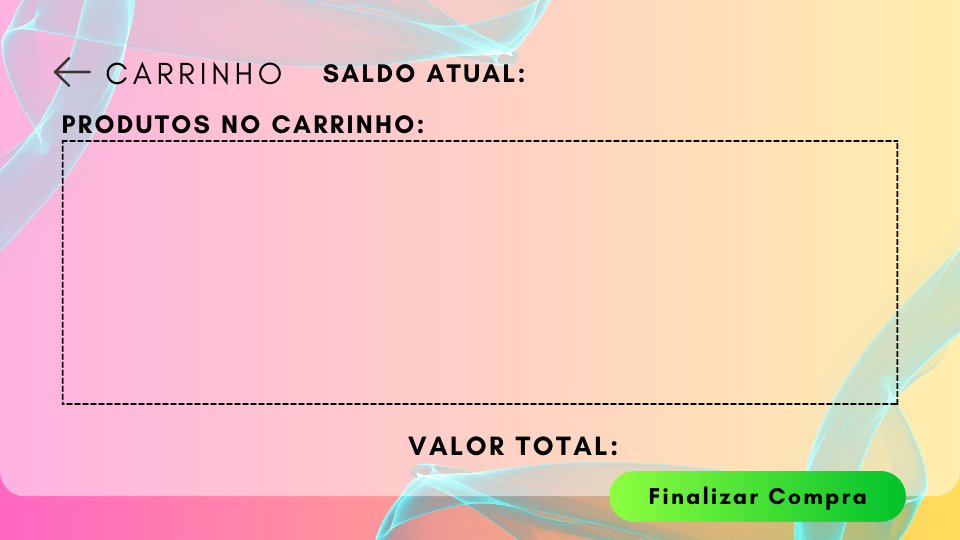 CARRINHO
SALDO ATUAL:
PRODUTOS NO CARRINHO:
VALOR TOTAL:
Finalizar Compra